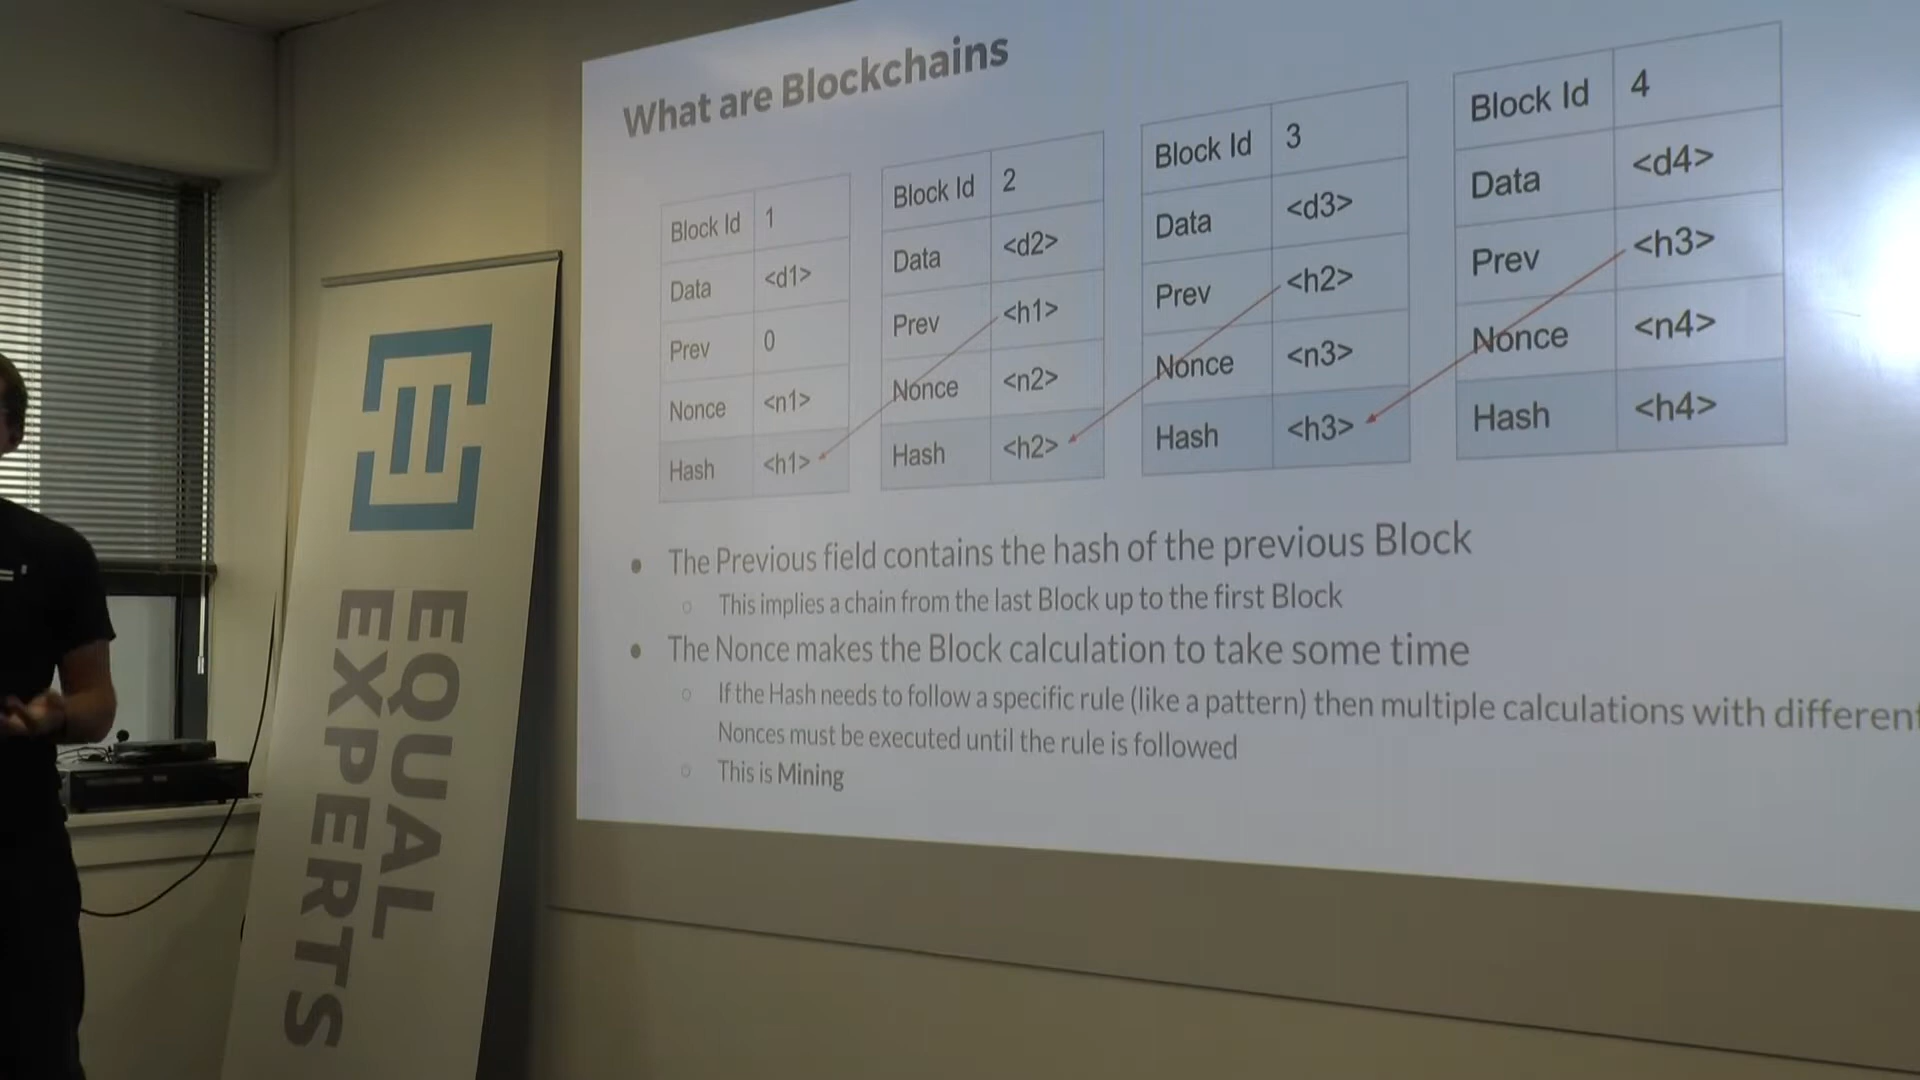 What are Blockchains
Block Id 1
Data <d1>
Prev 0
Nonce <n1>
Hash <h1>
Block Id 2
Data <d2>
Prev <h1>
Nonce <n2>
Hash <h2>
Block Id 3
Data <d3>
Prev <h2>
Nonce <n3>
Hash <h3>
Block Id 4
Data <d4>
Prev <h3>
Nonce <n4>
Hash <h4>
● The Previous field contains the hash of the previous Block
○ This implies a chain from the last Block up to the first Block
● The Nonce makes the Block calculation to take some time
○ If the Hash needs to follow a specific rule (like a pattern) then multiple calculations with different
Nonces must be executed until the rule is followed
○ This is Mining
EQUAL
EXPERTS